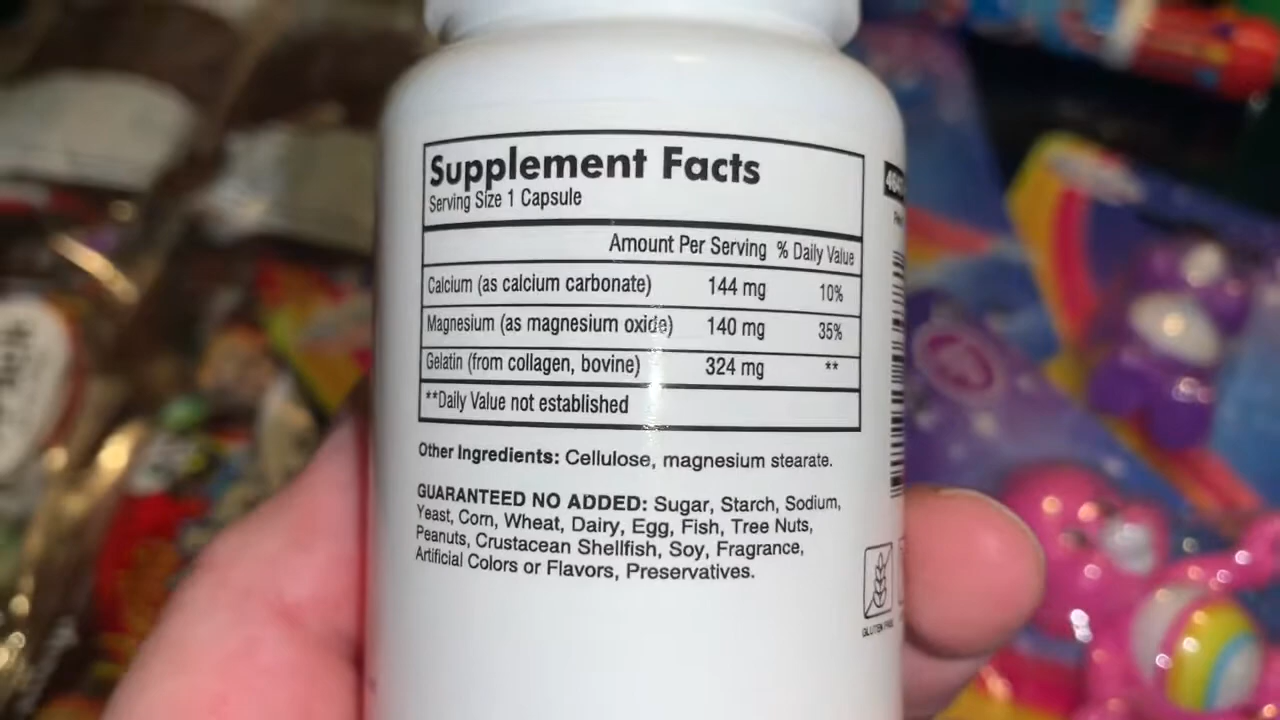 Supplement Facts
Serving Size 1 Capsule
Amount Per Serving % Daily Value
Calcium (as calcium carbonate) 144 mg 10%
Magnesium (as magnesium oxide) 140 mg 35%
Gelatin (from collagen, bovine) 324 mg **
**Daily Value not established
Other Ingredients: Cellulose, magnesium stearate.
GUARANTEED NO ADDED: Sugar, Starch, Sodium,
Yeast, Corn, Wheat, Dairy, Egg, Fish, Tree Nuts,
Peanuts, Crustacean Shellfish, Soy, Fragrance,
Artificial Colors or Flavors, Preservatives.
GLUTEN FREE